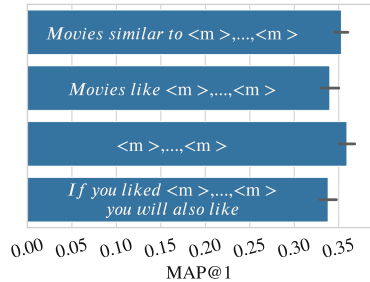 Movies similar to <m >,...,<m >
Movies like <m >,...,<m >
<m >,...,<m >
If you liked <m >,...,<m >
you will also like
0.00 0.05 0.10 0.15 0.20 0.25 0.30 0.35
MAP@1